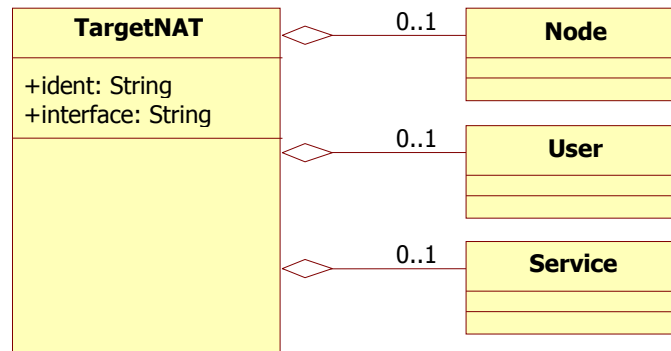 TargetNAT
+ident: String
+interface: String
0..1
Node
0..1
User
0..1
Service